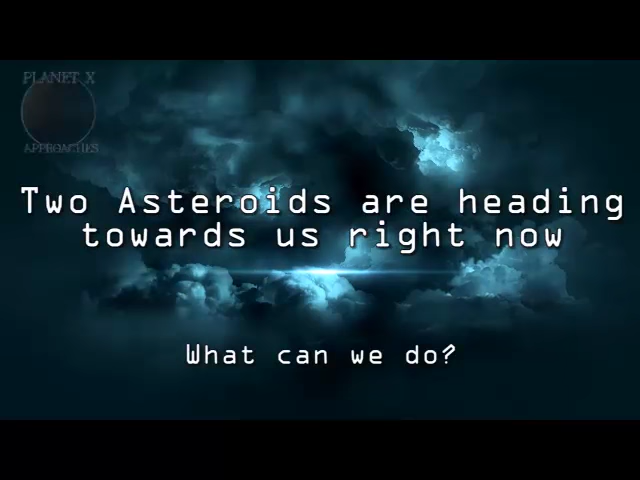 PLANET X
APPROACHES
Two Asteroids are heading
towards us right now
What can we do?